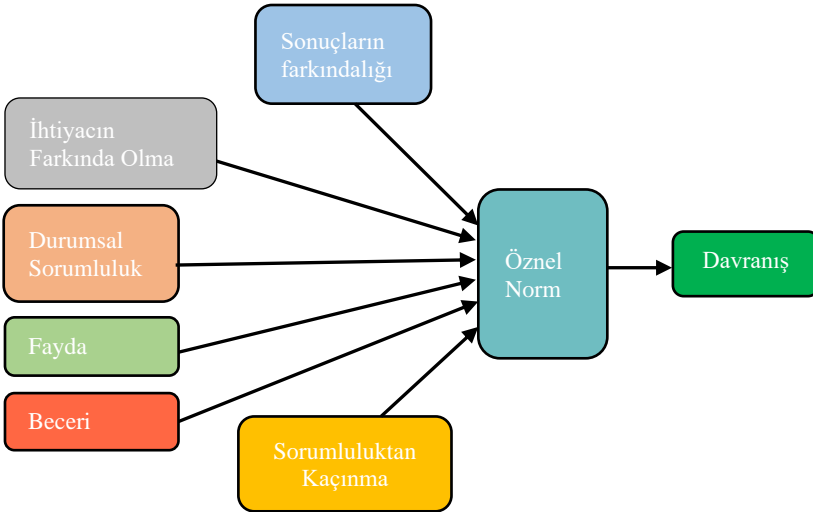 Sonuçların
farkındalığı
İhtiyacın
Farkında Olma
Durumsal
Sorumluluk
Fayda
Beceri
Sorumluluktan
Kaçınma
Öznel
Norm
Davranış